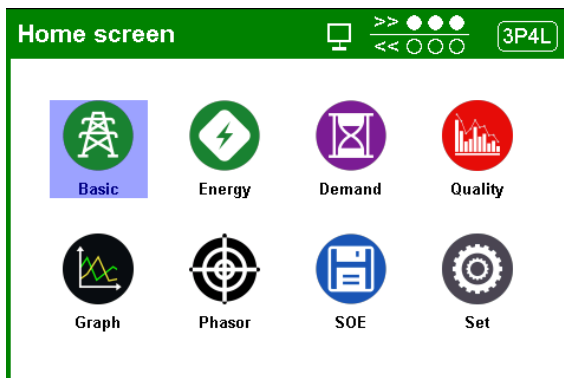 Home screen
>>
<<
3P4L
Basic Energy Demand Quality
Graph Phasor SOE Set